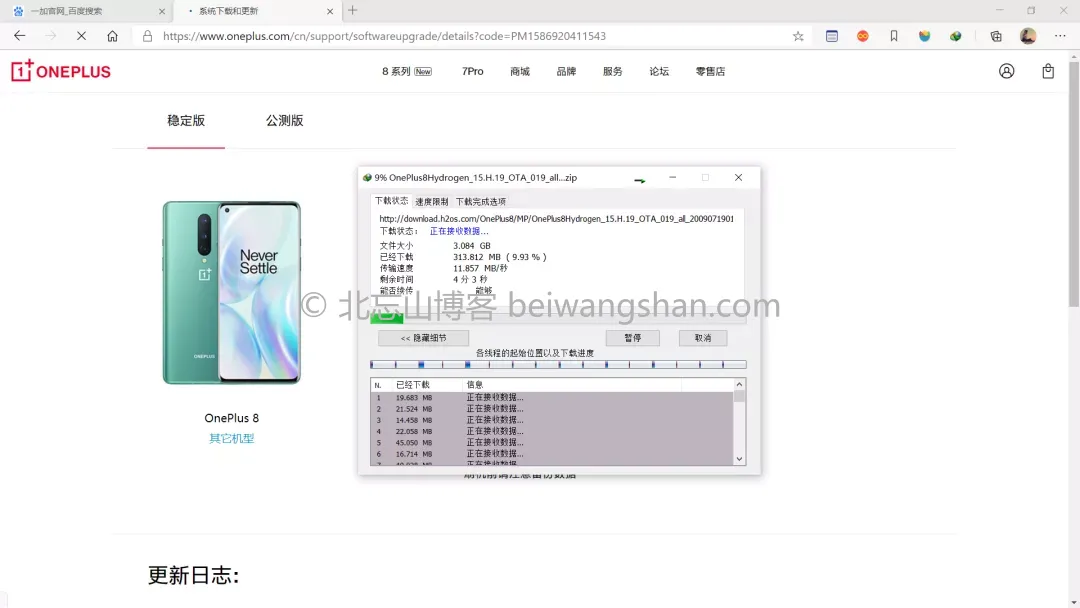 一加官网_百度搜索
系统下载和更新
https://www.oneplus.com/cn/support/softwareupgrade/details?code=PM1586920411543
ONEPLUS
8 系列 New 7Pro 商城 品牌 服务 论坛 零售店
稳定版 公测版
9% OnePlus8Hydrogen_15.H.19_OTA_019_all...zip
下载状态 速度限制 下载完成选项
http://download.h2os.com/OnePlus8/MP/OnePlus8Hydrogen_15.H.19_OTA_019_all_2009071901
下载状态： 正在接收数据...
文件大小 3.084 GB
已经下载 313.812 MB ( 9.93 % )
传输速度 11.857 MB/秒
剩余时间 4 分 3 秒
能否接传 能够
© 北忘山博客 beiwangshan.com
<< 隐藏细节 暂停 取消
各线程的起始位置以及下载进度
N. 已经下载 信息
1 19.683 MB 正在接收数据...
2 21.524 MB 正在接收数据...
3 14.458 MB 正在接收数据...
4 22.058 MB 正在接收数据...
5 45.050 MB 正在接收数据...
6 16.714 MB 正在接收数据...
Never
Settle
ONEPLUS
OnePlus 8
其它机型
刷机前请注意备份数据
更新日志: